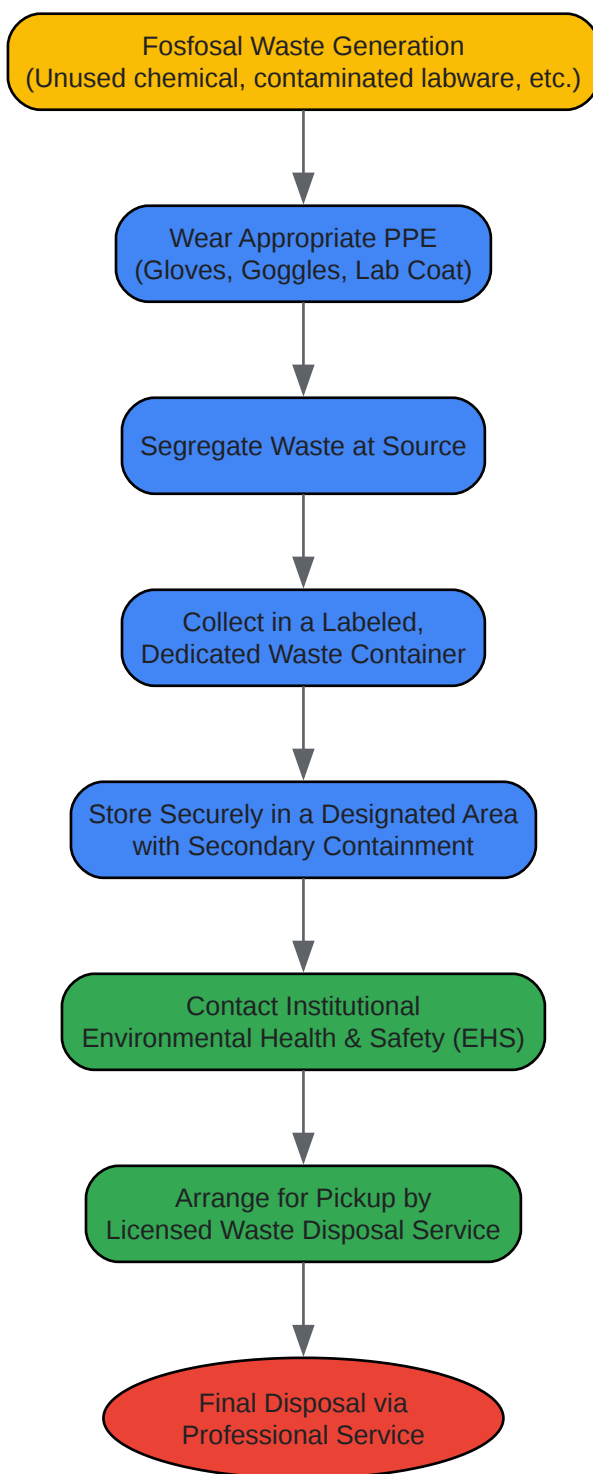 Fosfosal Waste Generation
(Unused chemical, contaminated labware, etc.)
Wear Appropriate PPE
(Gloves, Goggles, Lab Coat)
Segregate Waste at Source
Collect in a Labeled,
Dedicated Waste Container
Store Securely in a Designated Area
with Secondary Containment
Contact Institutional
Environmental Health & Safety (EHS)
Arrange for Pickup by
Licensed Waste Disposal Service
Final Disposal via
Professional Service